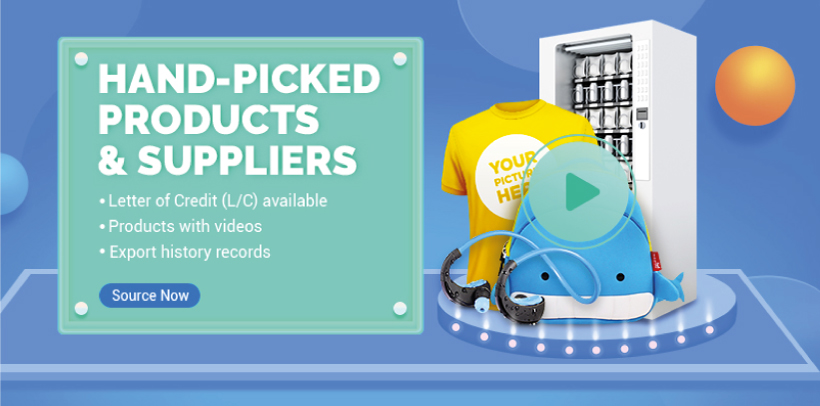 HAND-PICKED
PRODUCTS
& SUPPLIERS
• Letter of Credit (L/C) available
• Products with videos
• Export history records
Source Now
YOUR
PICTURE
HERE